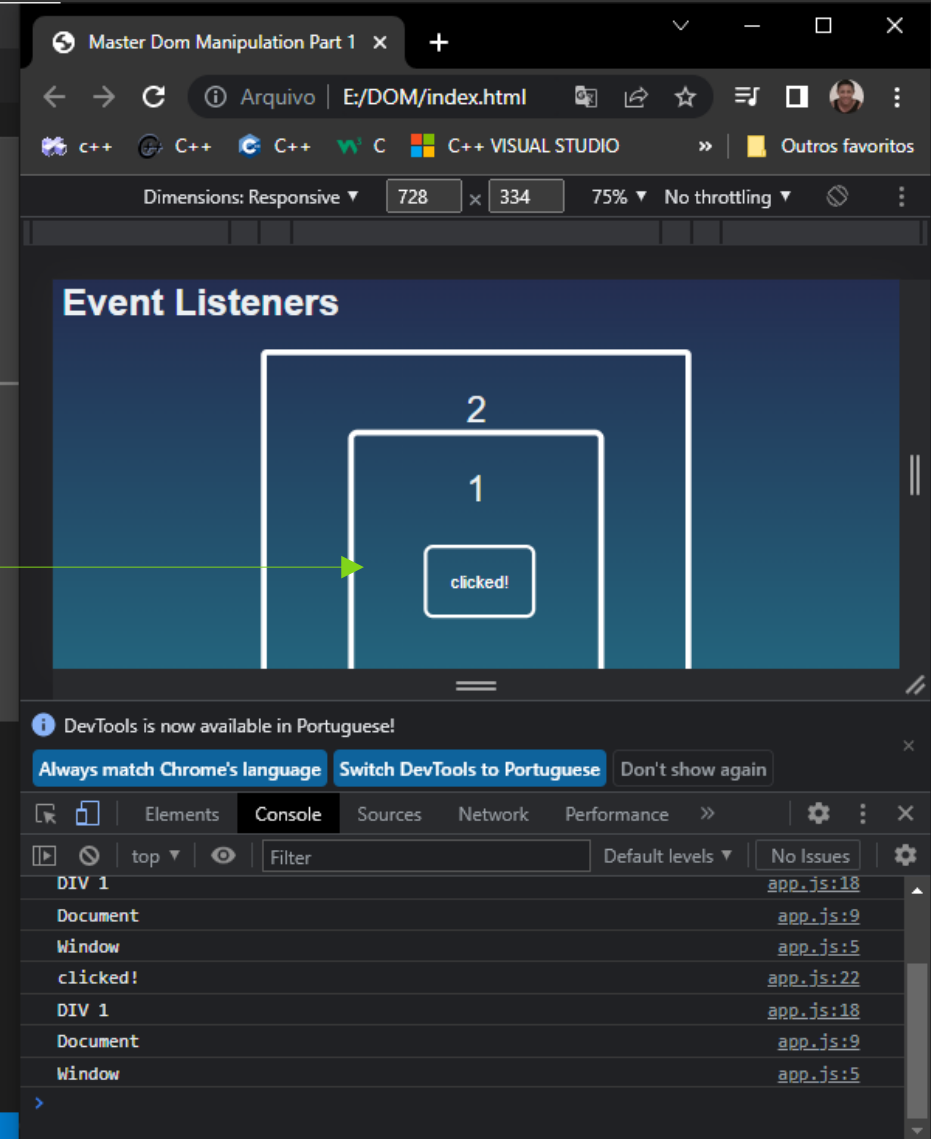 Master Dom Manipulation Part 1
Arquivo E:/DOM/index.html
C++ C++ C++ C C++ VISUAL STUDIO » Outros favoritos
Dimensions: Responsive 728 × 334 75% No throttling
Event Listeners
2
1
clicked!
DevTools is now available in Portuguese!
Always match Chrome's language Switch DevTools to Portuguese Don't show again
Elements Console Sources Network Performance »
top Filter Default levels No Issues
DIV 1 app.js:18
Document app.js:9
Window app.js:5
clicked! app.js:22
DIV 1 app.js:18
Document app.js:9
Window app.js:5